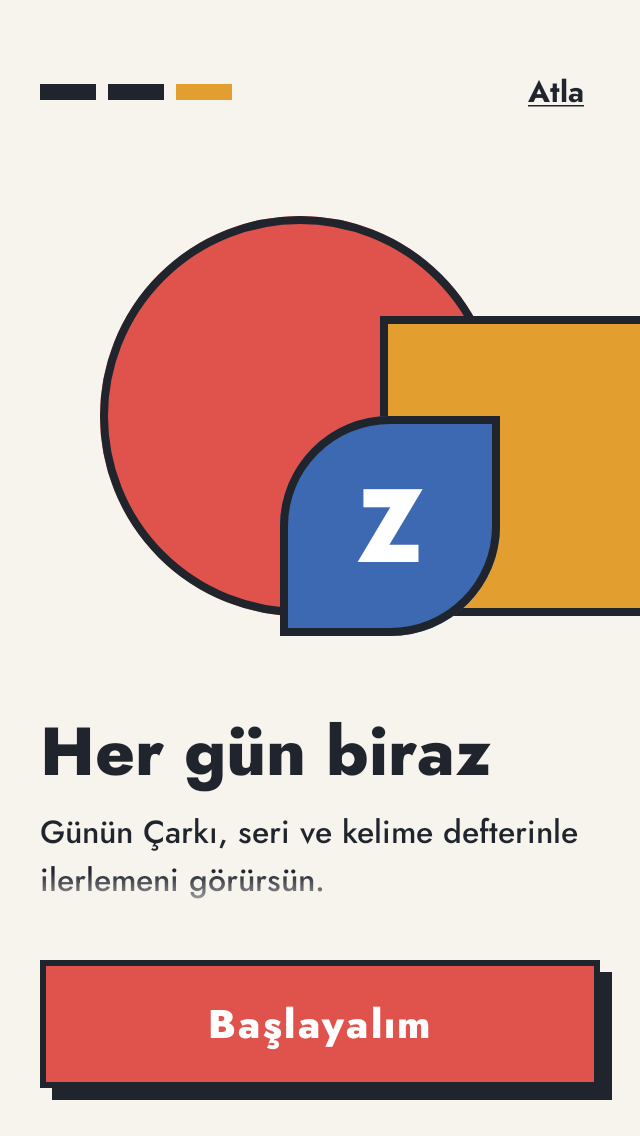 Atla
Z
Her gün biraz
Günün Çarkı, seri ve kelime defterinle
ilerlemeni görürsün.
Başlayalım